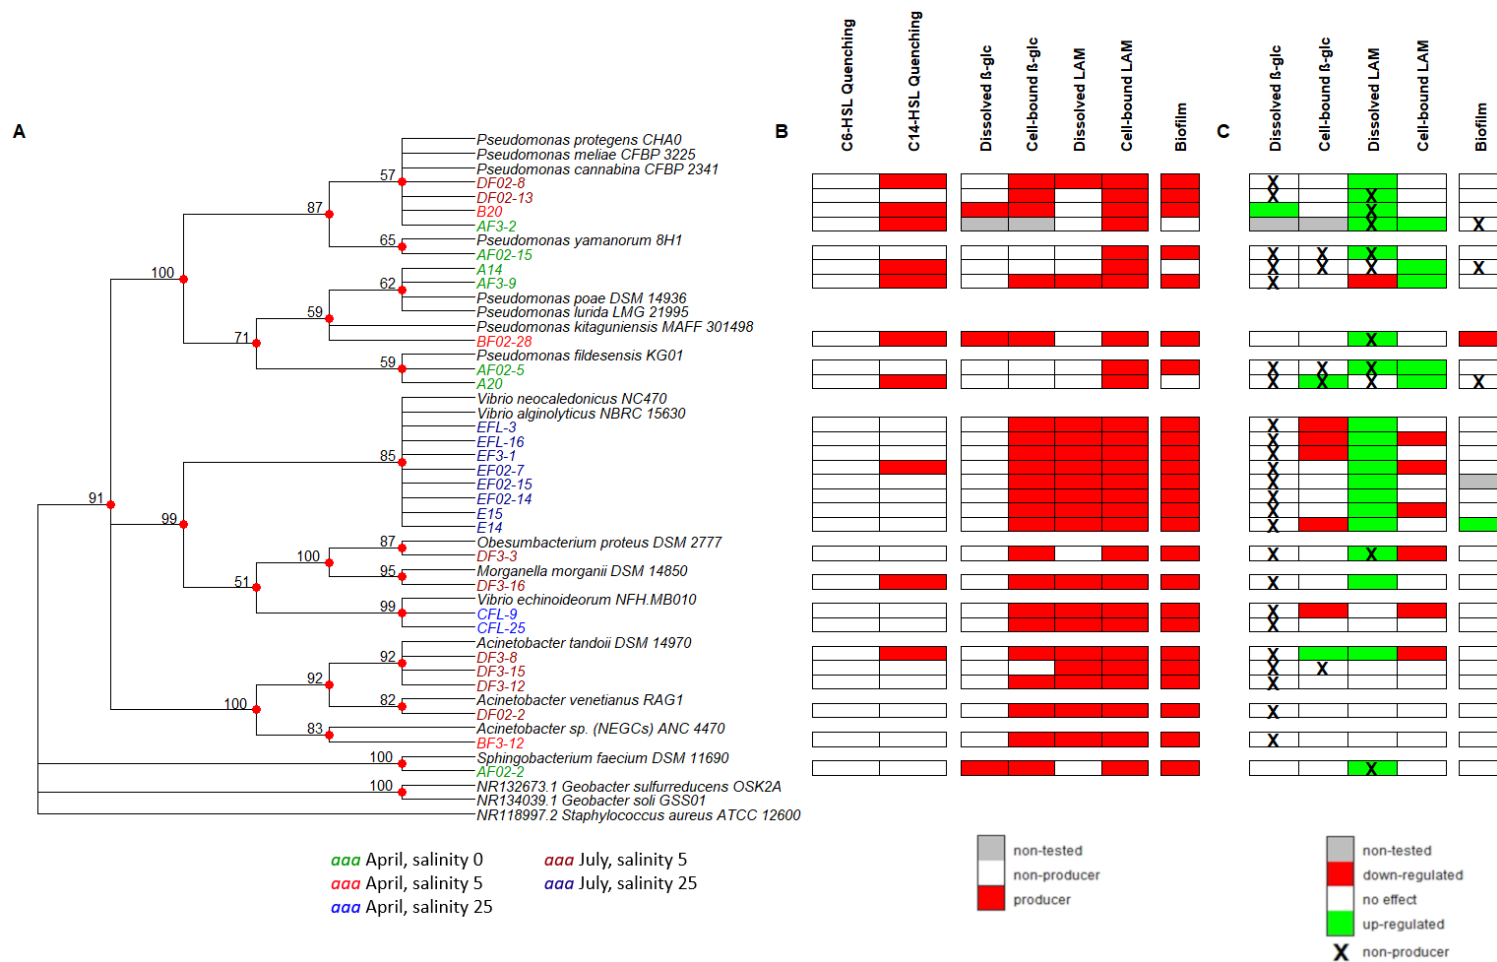 A
B
C
C6-HSL Quenching
C14-HSL Quenching
Dissolved ß-glc
Cell-bound ß-glc
Dissolved LAM
Cell-bound LAM
Biofilm
Dissolved ß-glc
Cell-bound ß-glc
Dissolved LAM
Cell-bound LAM
Biofilm
Pseudomonas protegens CHA0
Pseudomonas meliae CFBP 3225
Pseudomonas cannabina CFBP 2341
57
DF02-8
X
DF02-13
X X
87
B20
X
AF3-2
X X
65
Pseudomonas yamanorum 8H1
AF02-15
X X X
100
A14
X X X X
62
AF3-9
X
Pseudomonas poae DSM 14936
Pseudomonas lurida LMG 21995
59
Pseudomonas kitaguniensis MAFF 301498
71
BF02-28
X
Pseudomonas fildesensis KG01
59
AF02-5
X X X
A20
X X X X
Vibrio neocaledonicus NC470
Vibrio alginolyticus NBRC 15630
EFL-3
X
EFL-16
X
85
EF3-1
X
EF02-7
X
EF02-15
X
91
EF02-14
X
99
E15
X
E14
X
87
Obesumbacterium proteus DSM 2777
100
DF3-3
X X
95
Morganella morganii DSM 14850
51
DF3-16
X
Vibrio echinoideorum NFH.MB010
99
CFL-9
X
CFL-25
X
Acinetobacter tandoii DSM 14970
92
DF3-8
X
DF3-15
X X
92
DF3-12
X
82
Acinetobacter venetianus RAG1
100
DF02-2
X
83
Acinetobacter sp. (NEGCs) ANC 4470
BF3-12
X
100
Sphingobacterium faecium DSM 11690
AF02-2
X
100
NR132673.1 Geobacter sulfurreducens OSK2A
NR134039.1 Geobacter soli GSS01
NR118997.2 Staphylococcus aureus ATCC 12600
aaa April, salinity 0
aaa April, salinity 5
aaa April, salinity 25
aaa July, salinity 5
aaa July, salinity 25
non-tested
non-producer
producer
non-tested
down-regulated
no effect
up-regulated
X non-producer